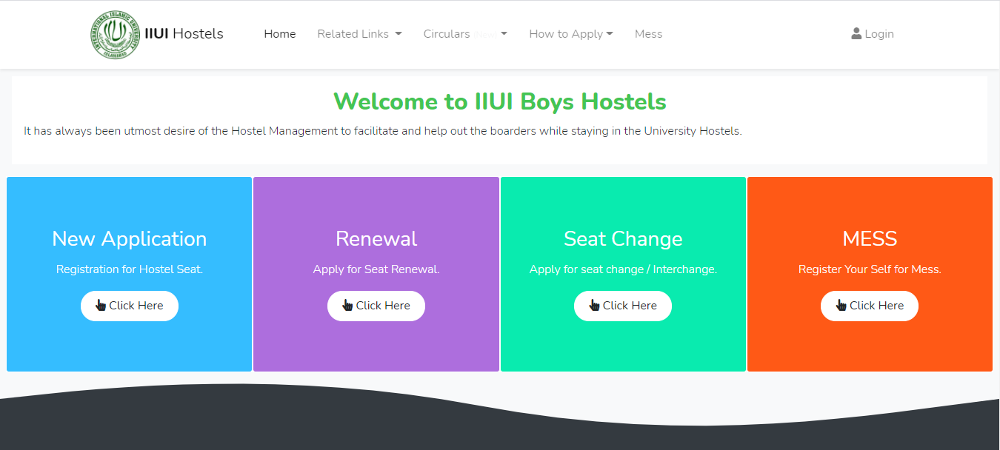 IIUI Hostels
Home
Related Links
Circulars (New)
How to Apply
Mess
Login
Welcome to IIUI Boys Hostels
It has always been utmost desire of the Hostel Management to facilitate and help out the boarders while staying in the University Hostels.
New Application
Registration for Hostel Seat.
Click Here
Renewal
Apply for Seat Renewal.
Click Here
Seat Change
Apply for seat change / Interchange.
Click Here
MESS
Register Your Self for Mess.
Click Here